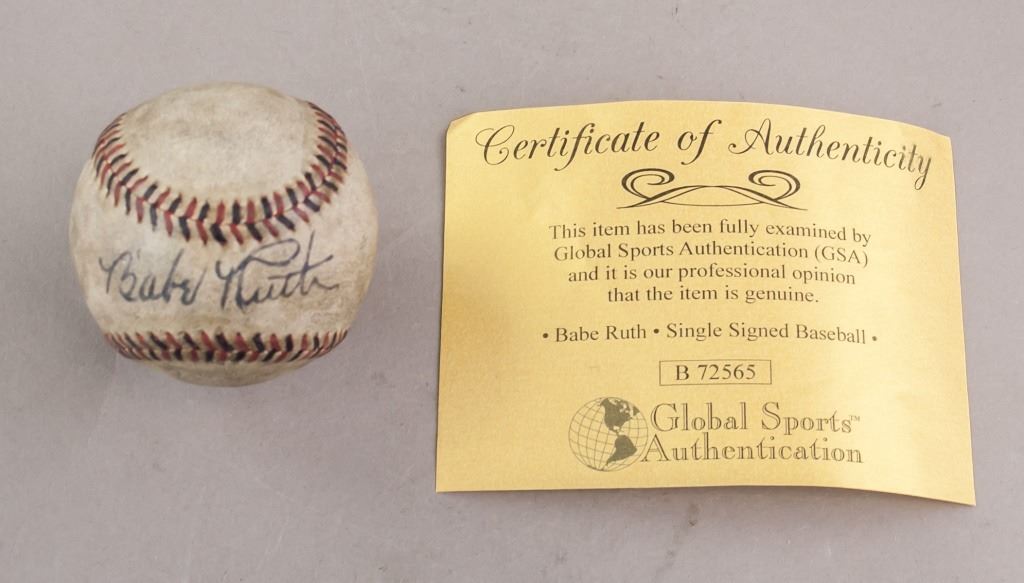 Babe Ruth
Certificate of Authenticity
This item has been fully examined by
Global Sports Authentication (GSA)
and it is our professional opinion
that the item is genuine.
• Babe Ruth • Single Signed Baseball •
B 72565
Global Sports™
Authentication